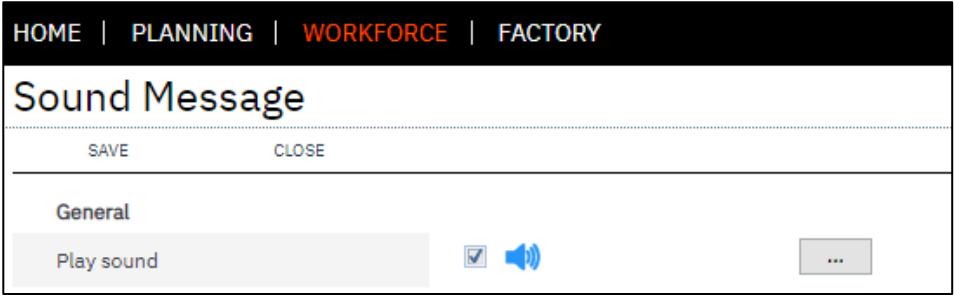 HOME | PLANNING | WORKFORCE | FACTORY
Sound Message
SAVE CLOSE
General
Play sound ...